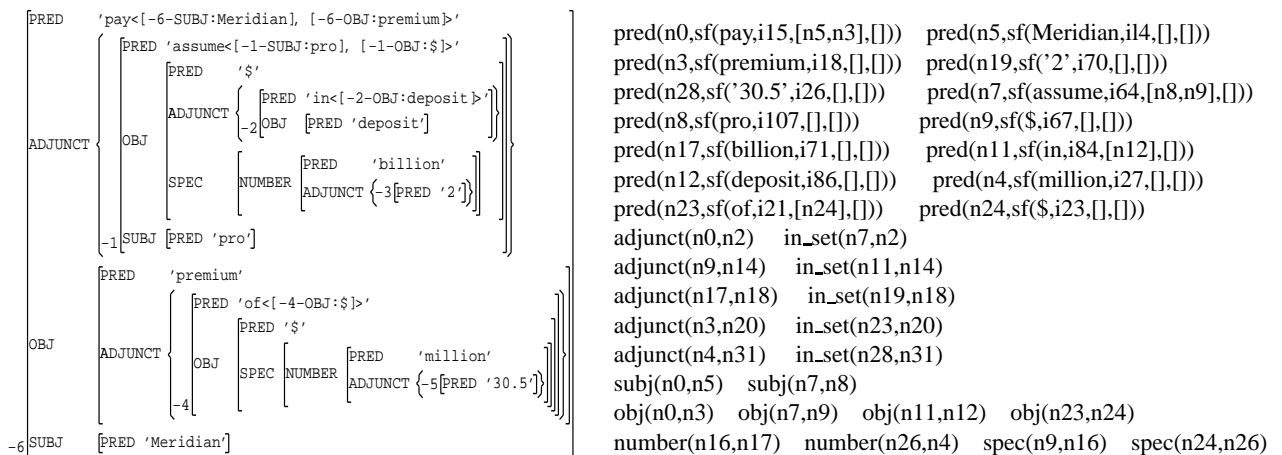 PRED 'pay<[-6-SUBJ:Meridian], [-6-OBJ:premium]>'
PRED 'assume<[-1-SUBJ:pro], [-1-OBJ:$]>'
PRED '$'
PRED 'in<[-2-OBJ:deposit]>'
ADJUNCT
-2 OBJ [PRED 'deposit']
ADJUNCT OBJ
PRED 'billion'
SPEC NUMBER
ADJUNCT {-3[PRED '2']}
-1 SUBJ [PRED 'pro']
PRED 'premium'
PRED 'of<[-4-OBJ:$]>'
PRED '$'
OBJ ADJUNCT
OBJ
PRED 'million'
SPEC NUMBER
ADJUNCT {-5[PRED '30.5']}
-4
-6 SUBJ [PRED 'Meridian']
pred(n0,sf(pay,i15,[n5,n3],[])) pred(n5,sf(Meridian,il4,[],[]))
pred(n3,sf(premium,i18,[],[])) pred(n19,sf('2',i70,[],[]))
pred(n28,sf('30.5',i26,[],[])) pred(n7,sf(assume,i64,[n8,n9],[]))
pred(n8,sf(pro,i107,[],[])) pred(n9,sf($,i67,[],[]))
pred(n17,sf(billion,i71,[],[])) pred(n11,sf(in,i84,[n12],[]))
pred(n12,sf(deposit,i86,[],[])) pred(n4,sf(million,i27,[],[]))
pred(n23,sf(of,i21,[n24],[])) pred(n24,sf($,i23,[],[]))
adjunct(n0,n2) in_set(n7,n2)
adjunct(n9,n14) in_set(n11,n14)
adjunct(n17,n18) in_set(n19,n18)
adjunct(n3,n20) in_set(n23,n20)
adjunct(n4,n31) in_set(n28,n31)
subj(n0,n5) subj(n7,n8)
obj(n0,n3) obj(n7,n9) obj(n11,n12) obj(n23,n24)
number(n16,n17) number(n26,n4) spec(n9,n16) spec(n24,n26)